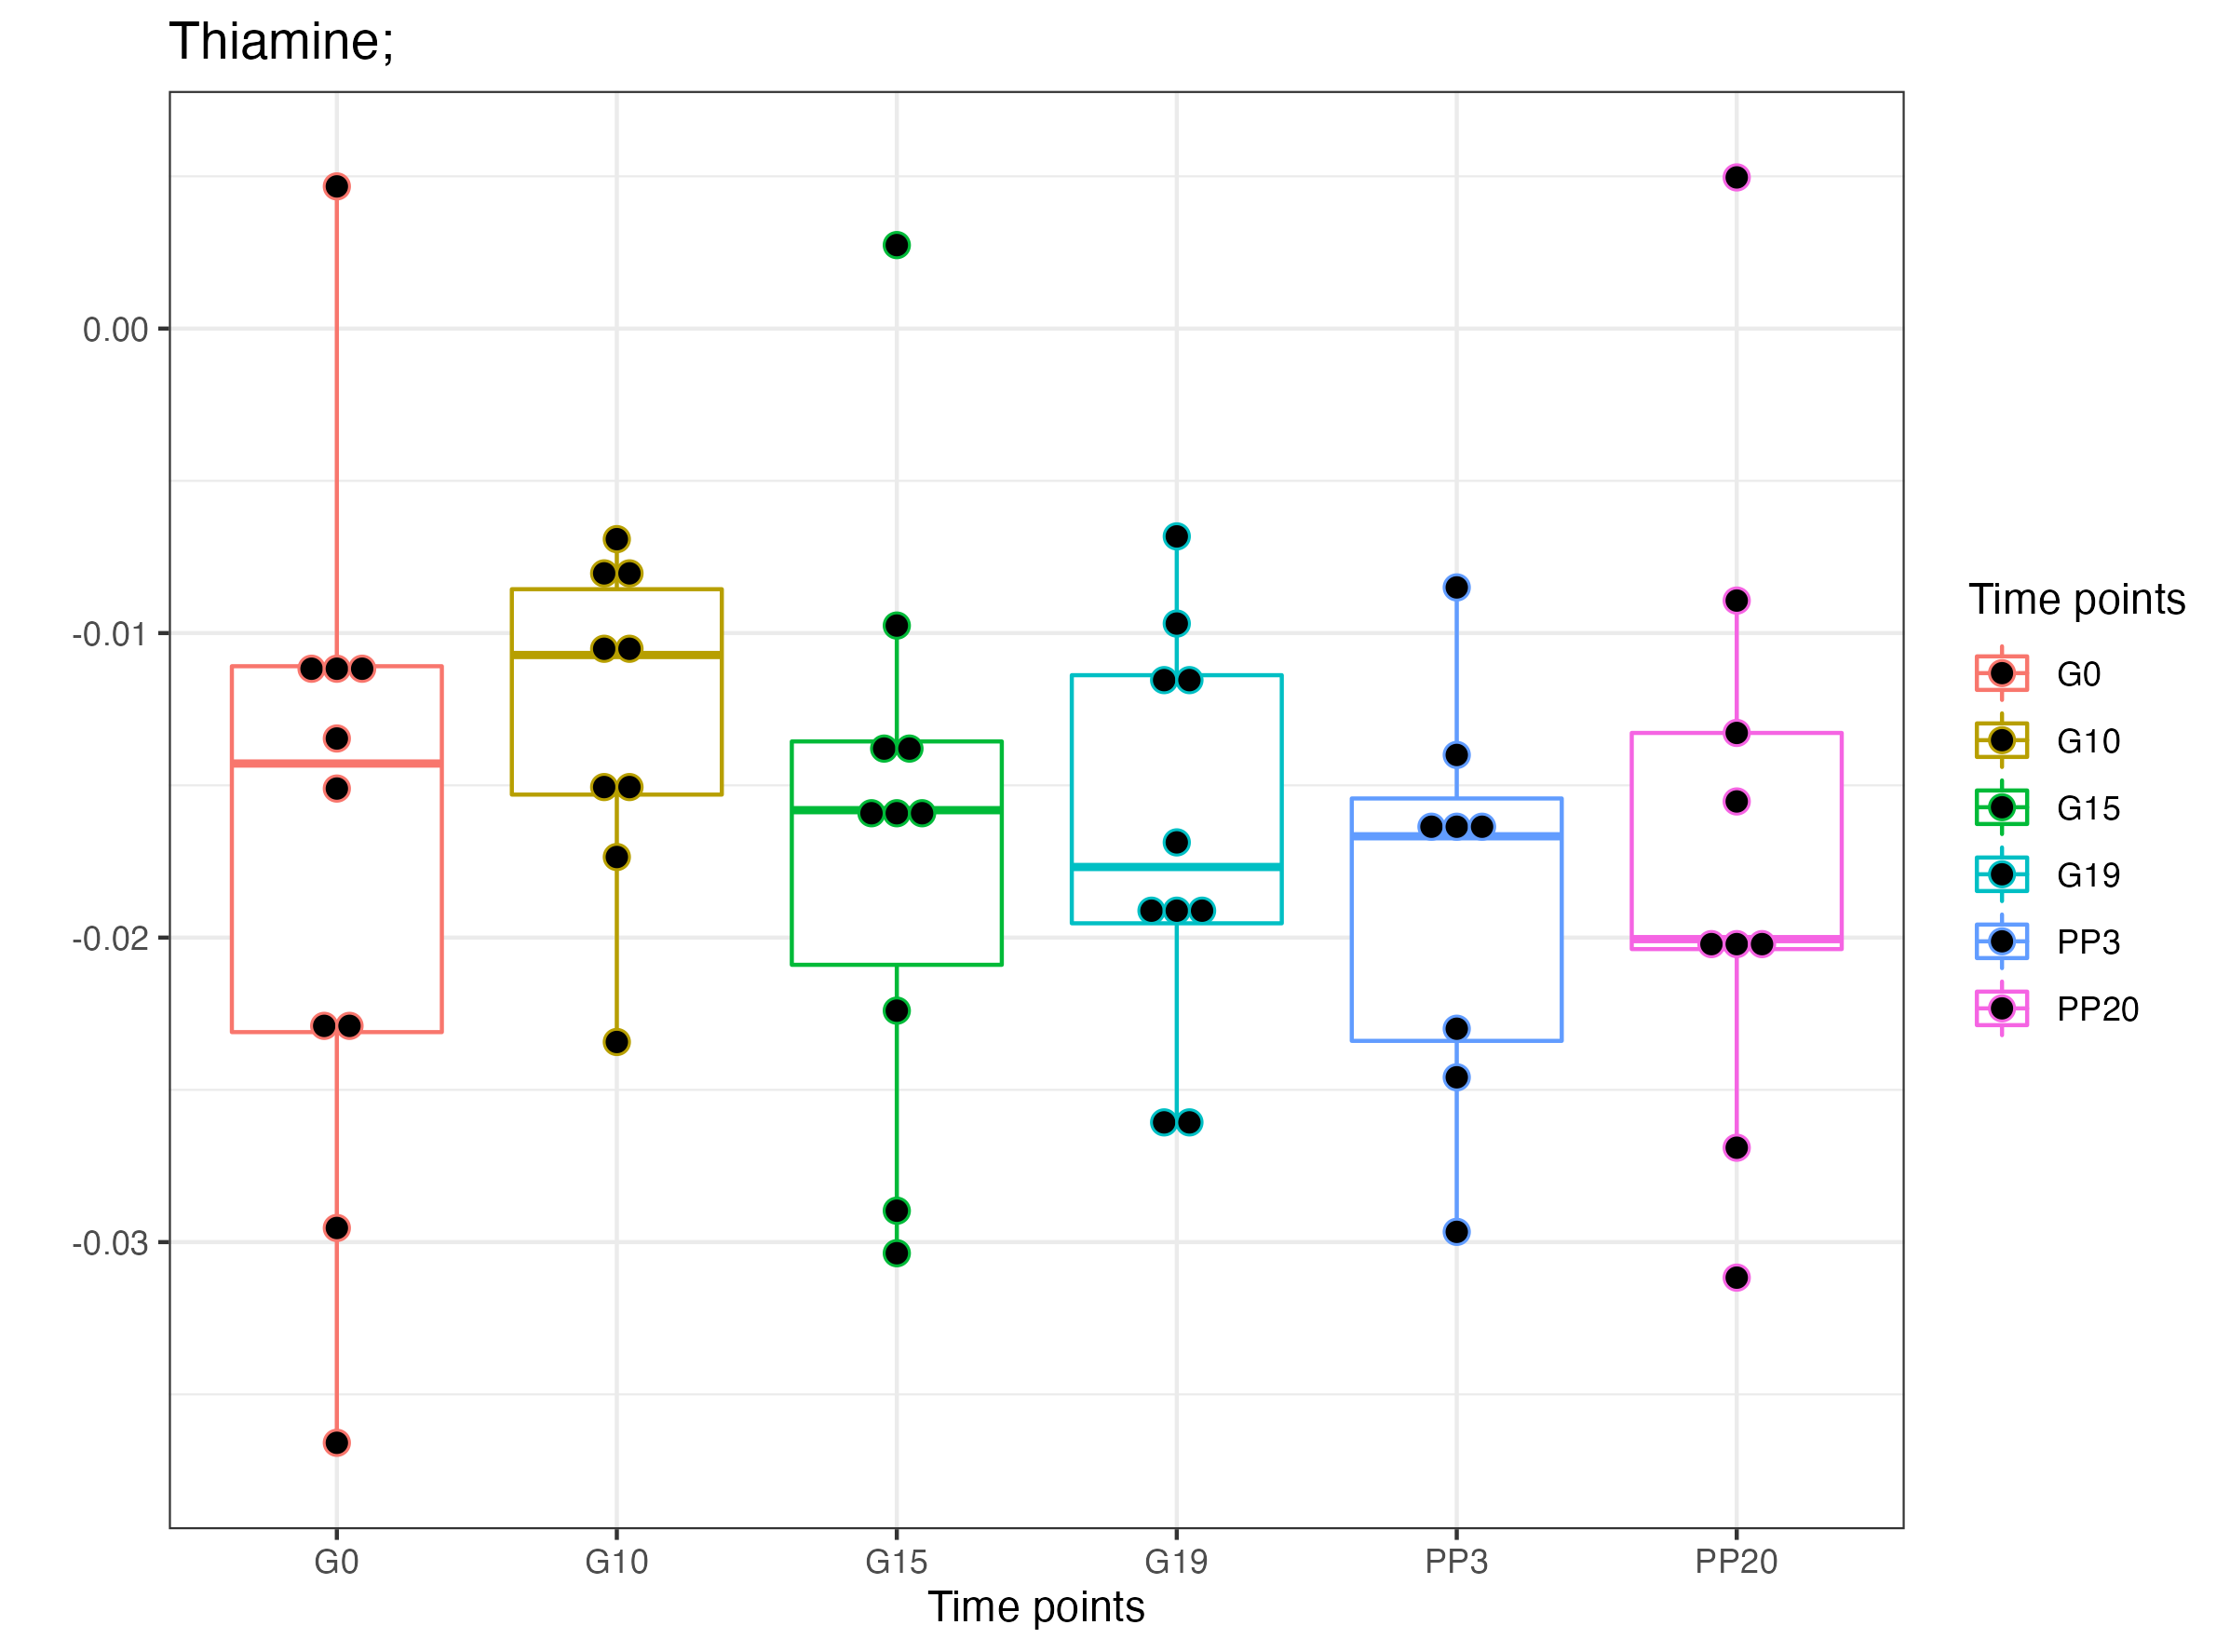 Thiamine;
0.00
-0.01
-0.02
-0.03
G0 G10 G15 G19 PP3 PP20
Time points
Time points
G0
G10
G15
G19
PP3
PP20